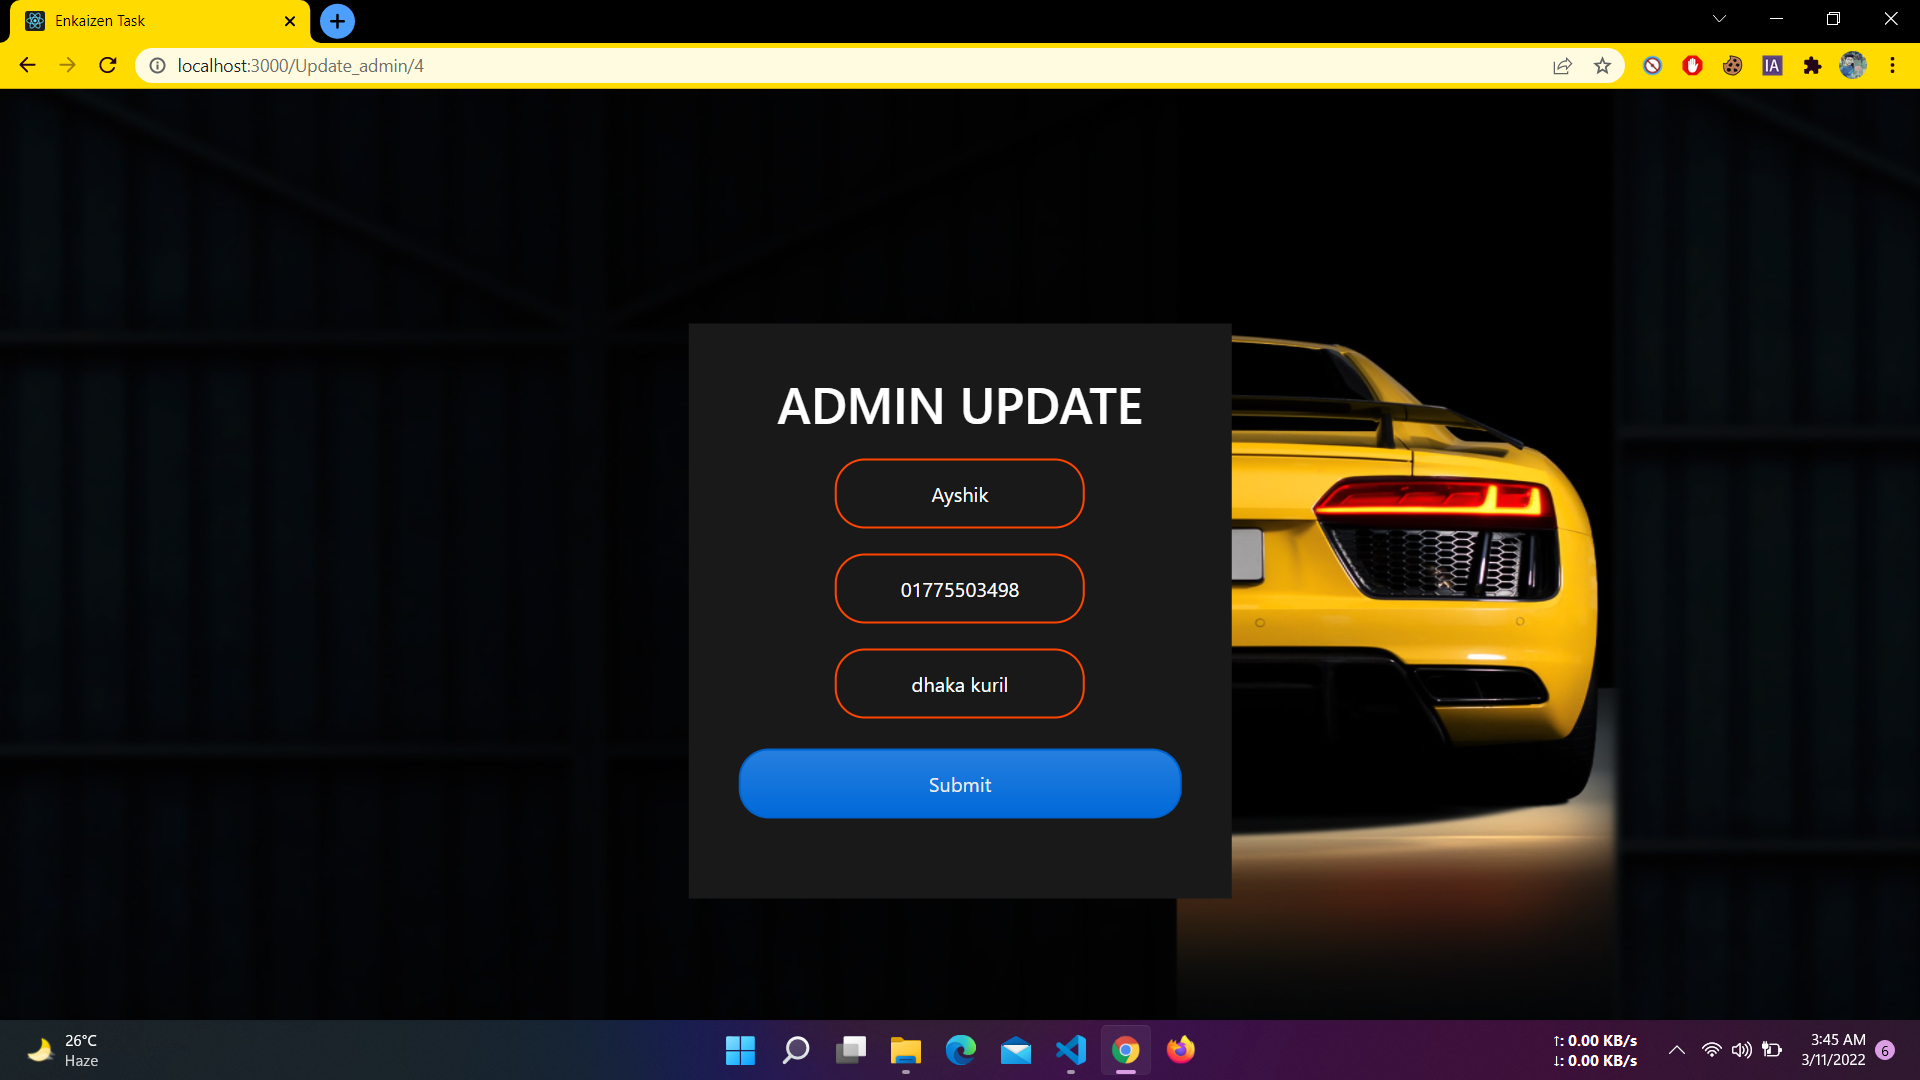 Enkaizen Task
localhost:3000/Update_admin/4
IA
ADMIN UPDATE
Ayshik
01775503498
dhaka kuril
Submit
26°C
Haze
↑: 0.00 KB/s
↓: 0.00 KB/s
3:45 AM
3/11/2022
6